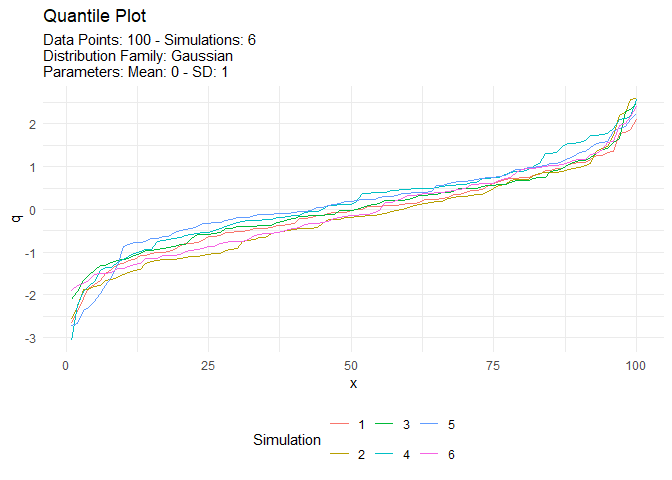 Quantile Plot
Data Points: 100 - Simulations: 6
Distribution Family: Gaussian
Parameters: Mean: 0 - SD: 1
2
1
0
-1
-2
-3
q
0 25 50 75 100
x
Simulation
1 3 5
2 4 6